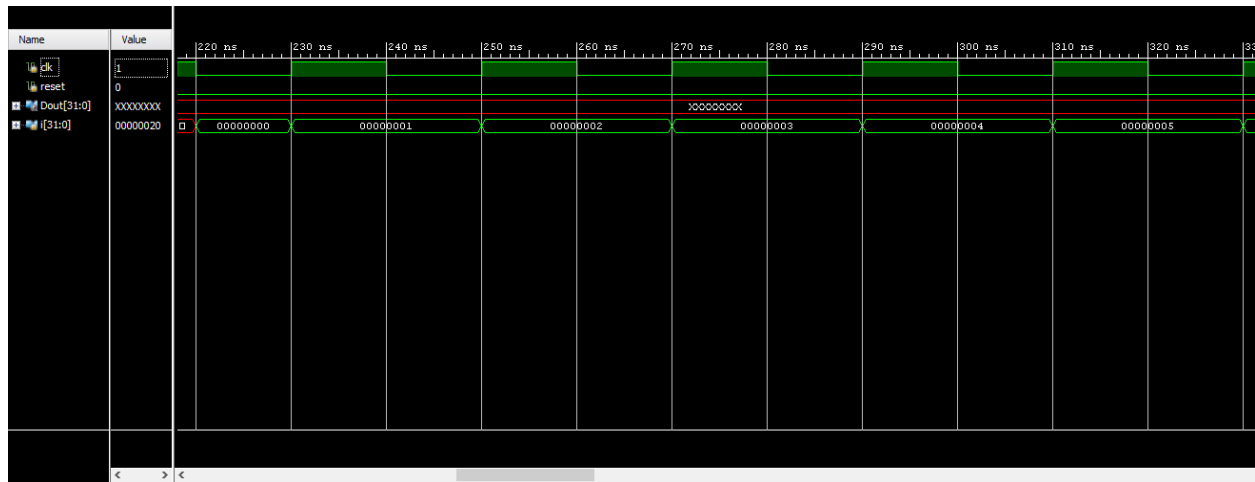 Name Value
220 ns 230 ns 240 ns 250 ns 260 ns 270 ns 280 ns 290 ns 300 ns 310 ns 320 ns 33
clk 1
reset 0
Dout[31:0] XXXXXXXX XXXXXXXX
i[31:0] 00000020 00000000 00000001 00000002 00000003 00000004 00000005